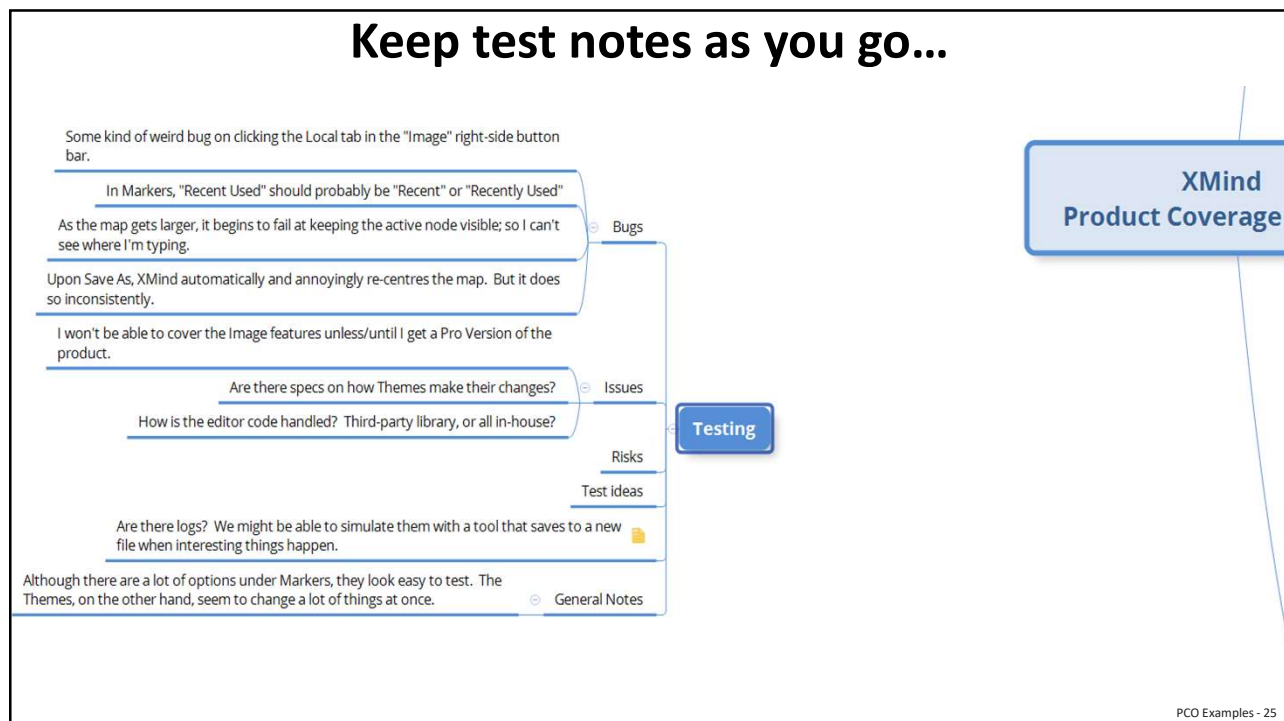 Keep test notes as you go…
Some kind of weird bug on clicking the Local tab in the "Image" right-side button
bar.
In Markers, "Recent Used" should probably be "Recent" or "Recently Used"
As the map gets larger, it begins to fail at keeping the active node visible; so I can't
see where I'm typing.
Upon Save As, XMind automatically and annoyingly re-centres the map.  But it does
so inconsistently.
Bugs
I won't be able to cover the Image features unless/until I get a Pro Version of the
product.
Are there specs on how Themes make their changes?
How is the editor code handled?  Third-party library, or all in-house?
Issues
Risks
Test ideas
Are there logs?  We might be able to simulate them with a tool that saves to a new
file when interesting things happen.
Although there are a lot of options under Markers, they look easy to test.  The
Themes, on the other hand, seem to change a lot of things at once.
General Notes
Testing
XMind
Product Coverage
PCO Examples - 25